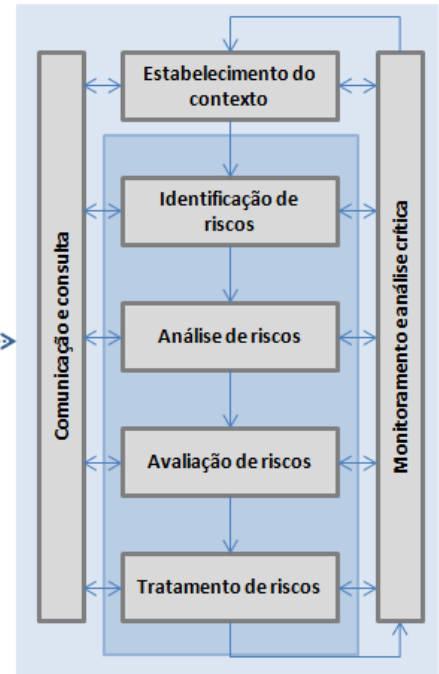 Estabelecimento do
contexto
Identificação de
riscos
Análise de riscos
Avaliação de riscos
Tratamento de riscos
Comunicação e consulta
Monitoramento e análise crítica